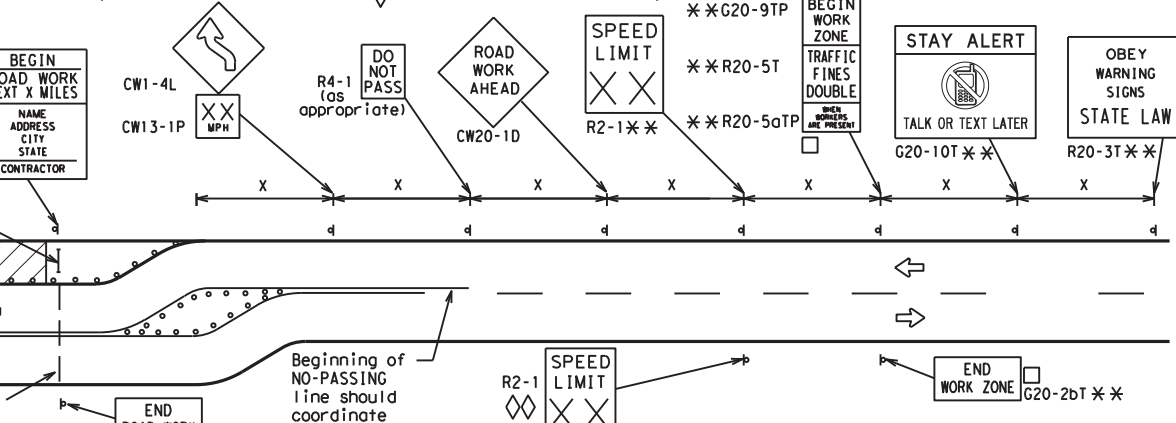 BEGIN
ROAD WORK
NEXT X MILES
NAME
ADDRESS
CITY
STATE
CONTRACTOR
CW1-4L
XX
MPH
CW13-1P
DO
NOT
PASS
R4-1
(as
appropriate)
ROAD
WORK
AHEAD
CW20-1D
SPEED
LIMIT
X X
R2-1**
**G20-9TP
BEGIN
WORK
ZONE
**R20-5T
TRAFFIC
FINES
DOUBLE
**R20-5aTP
WHEN
WORKERS
ARE PRESENT
STAY ALERT
TALK OR TEXT LATER
G20-10T**
OBEY
WARNING
SIGNS
STATE LAW
R20-3T**
X X X X X X X
Beginning of
NO-PASSING
line should
coordinate
R2-1
SPEED
LIMIT
X X
END
WORK ZONE
G20-2bT**
END